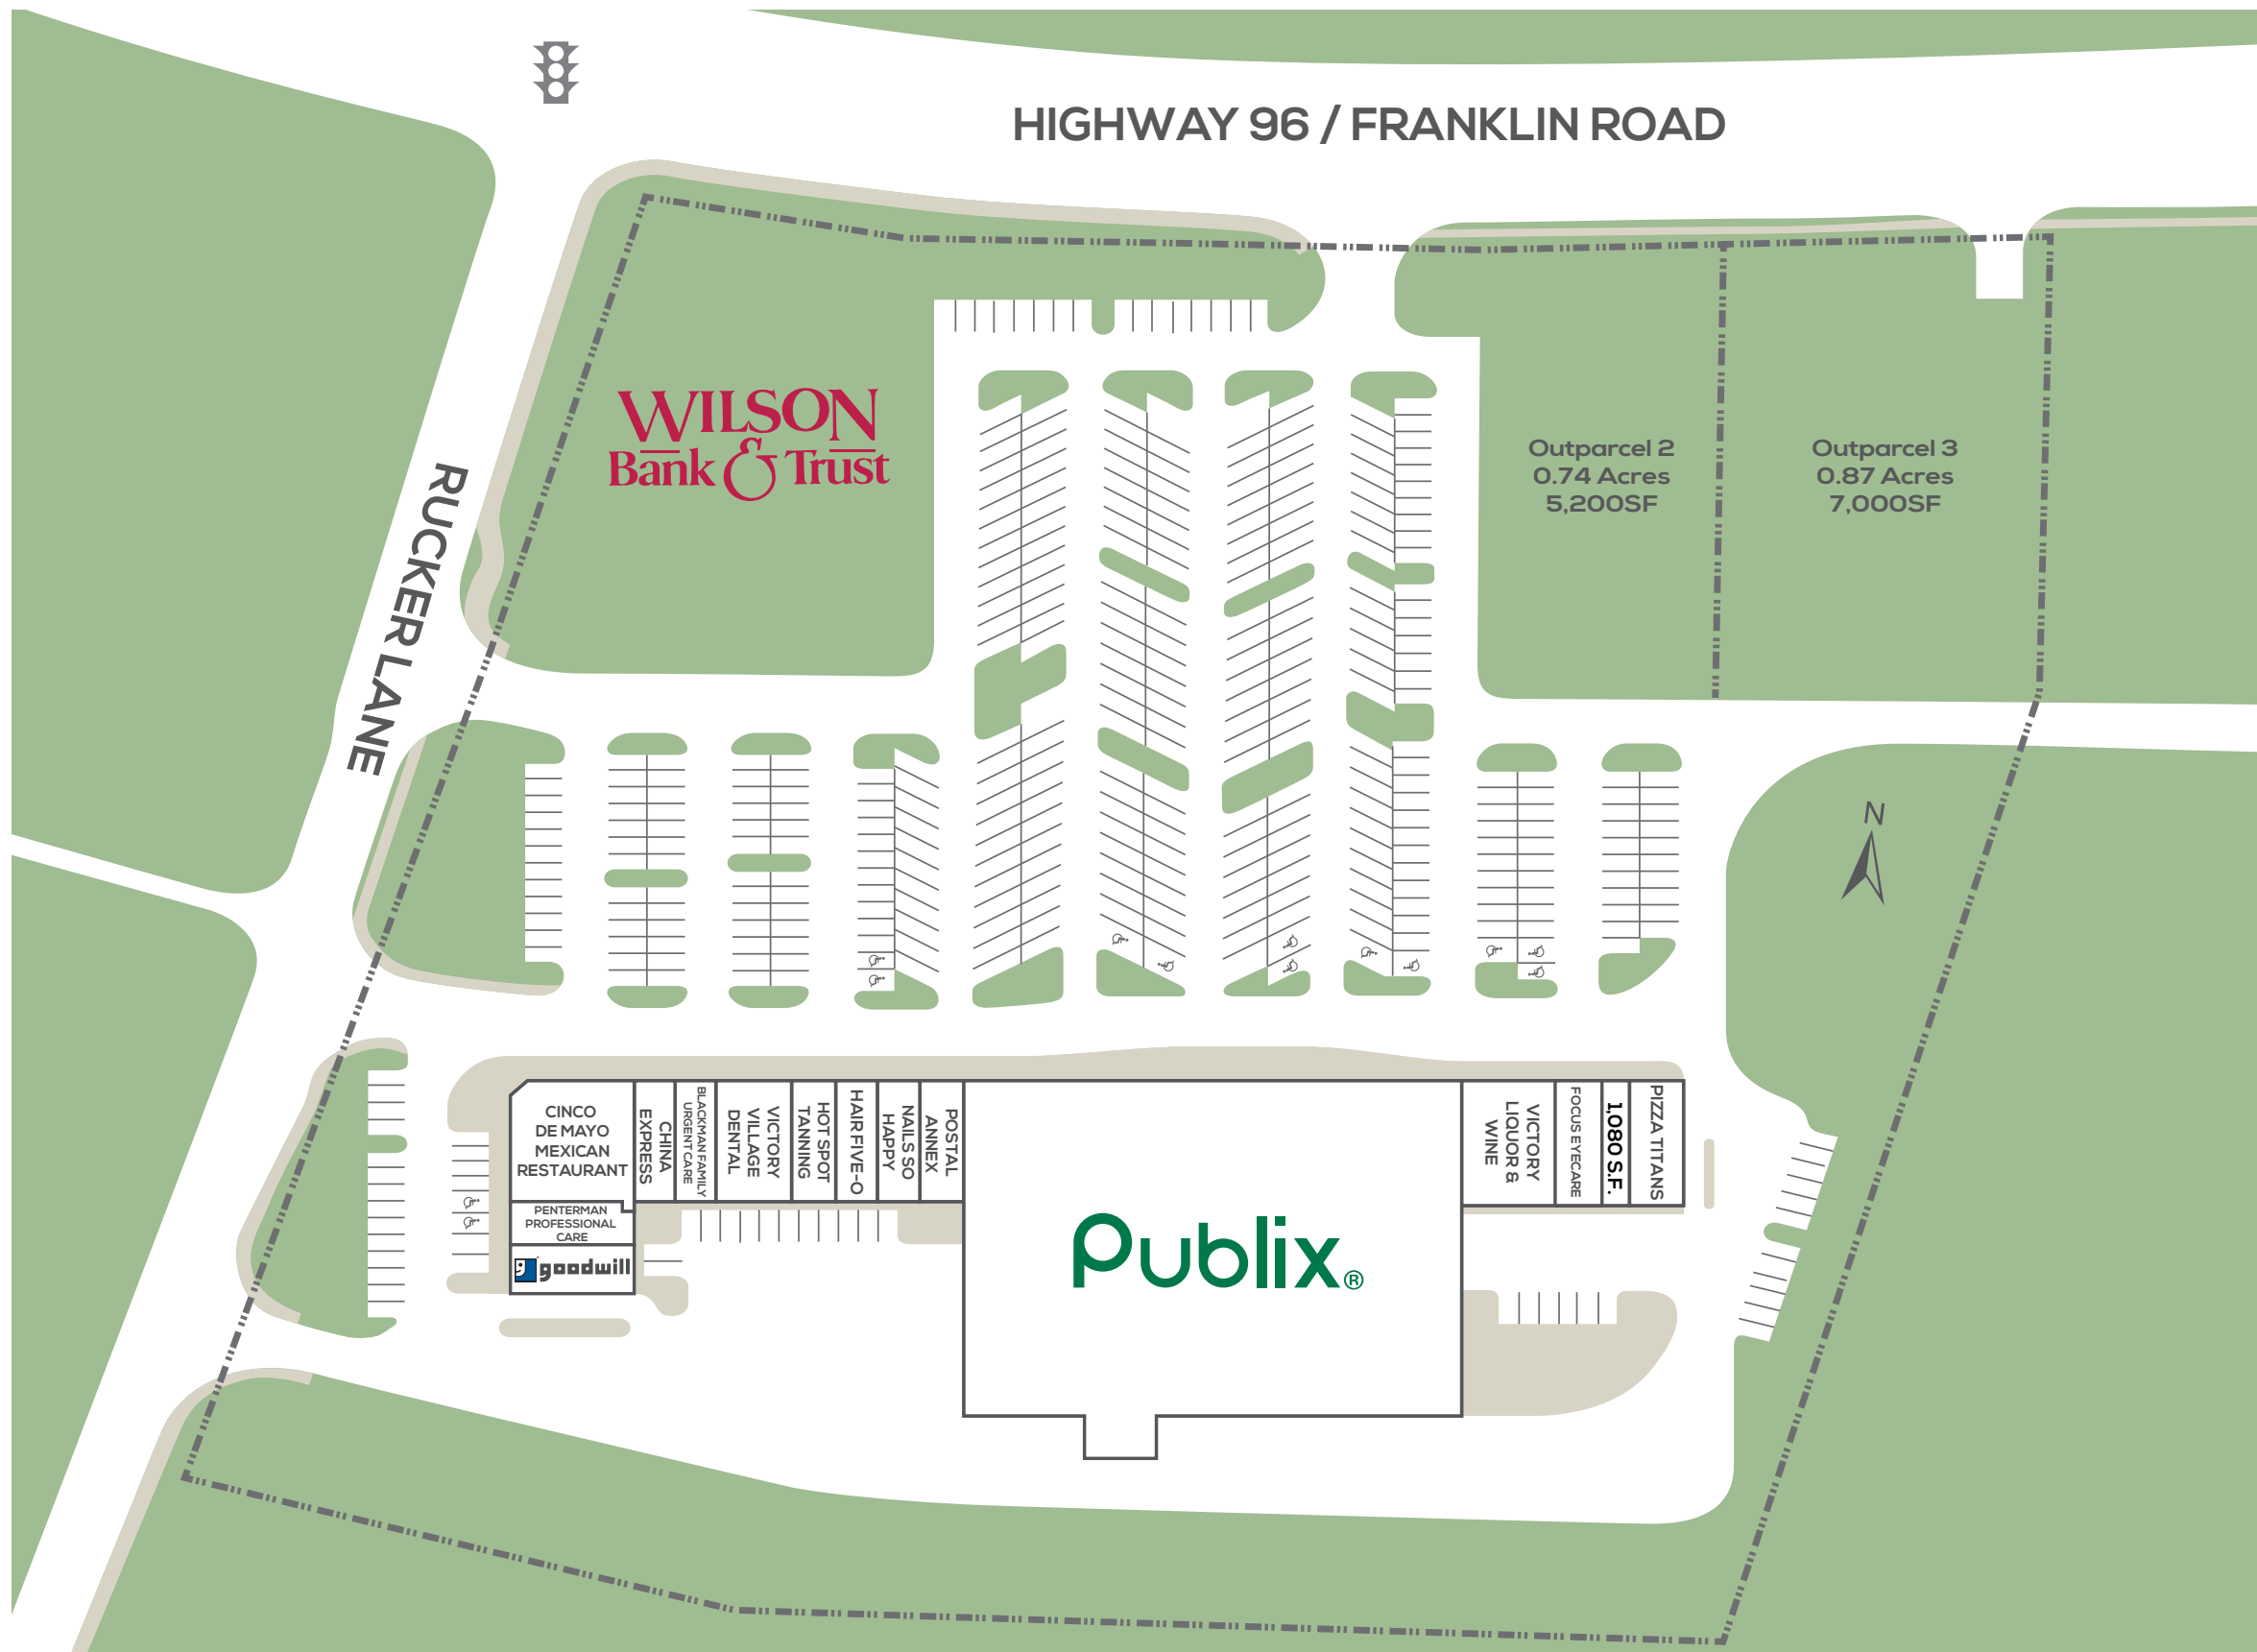 HIGHWAY 96 / FRANKLIN ROAD
WILSON
Bank & Trust
Outparcel 2
0.74 Acres
5,200SF
Outparcel 3
0.87 Acres
7,000SF
RUCKER LANE
N
CINCO
DE MAYO
MEXICAN
RESTAURANT
PENTERMAN
PROFESSIONAL
CARE
goodwill
CHINA
EXPRESS
BLACKMAN FAMILY
URGENT CARE
VICTORY
VILLAGE
DENTAL
HOT SPOT
TANNING
HAIR FIVE-O
NAILS SO
HAPPY
POSTAL
ANNEX
Publix®
VICTORY
LIQUOR &
WINE
FOCUS EYECARE
1,080 S.F.
PIZZA TITANS